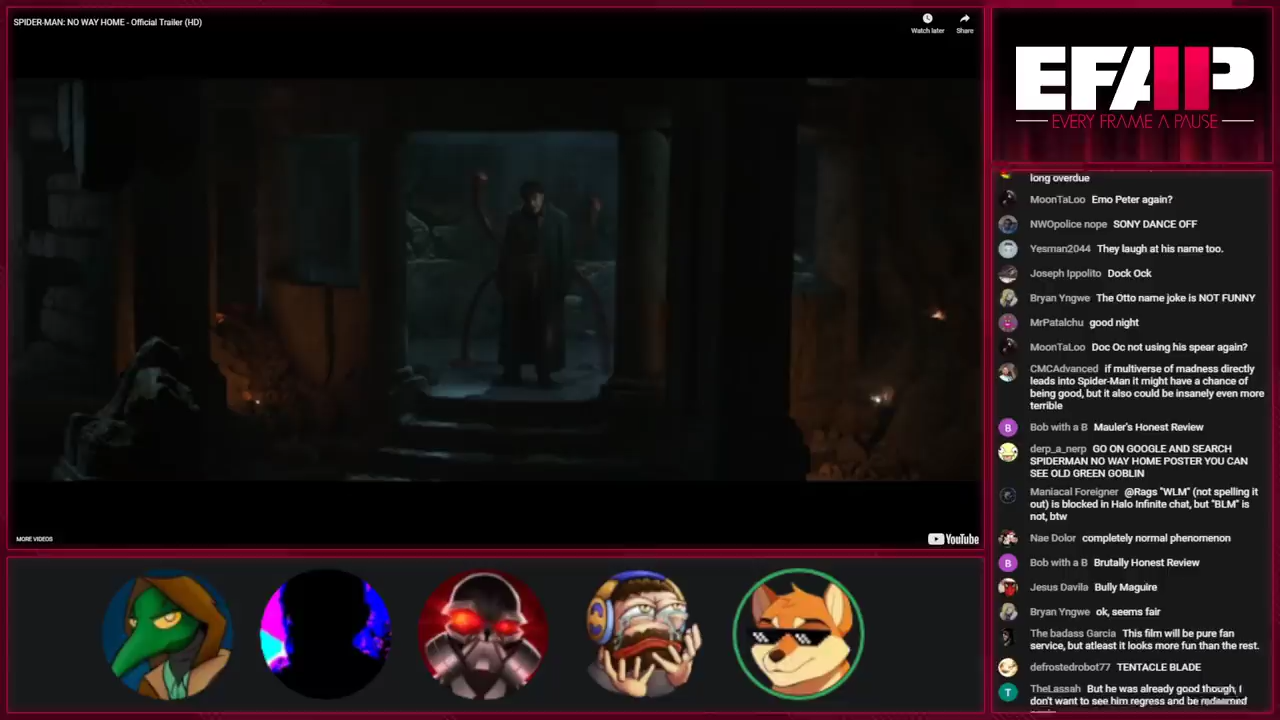 SPIDER-MAN: NO WAY HOME - Official Trailer (HD)
Watch later
Share
MORE VIDEOS
YouTube
EFAP
EVERY FRAME A PAUSE
long overdue
MoonTaLoo Emo Peter again?
NWOpolice nope SONY DANCE OFF
Yesman2044 They laugh at his name too.
Joseph Ippolito Dock Ock
Bryan Yngwe The Otto name joke is NOT FUNNY
MrPatalchu good night
MoonTaLoo Doc Oc not using his spear again?
CMCAdvanced if multiverse of madness directly
leads into Spider-Man it might have a chance of
being good, but it also could be insanely even more
terrible
B Bob with a B Mauler's Honest Review
derp_a_nerp GO ON GOOGLE AND SEARCH
SPIDERMAN NO WAY HOME POSTER YOU CAN
SEE OLD GREEN GOBLIN
Maniacal Foreigner @Rags "WLM" (not spelling it
out) is blocked in Halo Infinite chat, but "BLM" is
not, btw
Nae Dolor completely normal phenomenon
B Bob with a B Brutally Honest Review
Jesus Davila Bully Maguire
Bryan Yngwe ok, seems fair
The badass Garcia This film will be pure fan
service, but atleast it looks more fun than the rest.
defrostedrobot77 TENTACLE BLADE
T TheLassah But he was already good though, I
don't want to see him regress and be redeemed